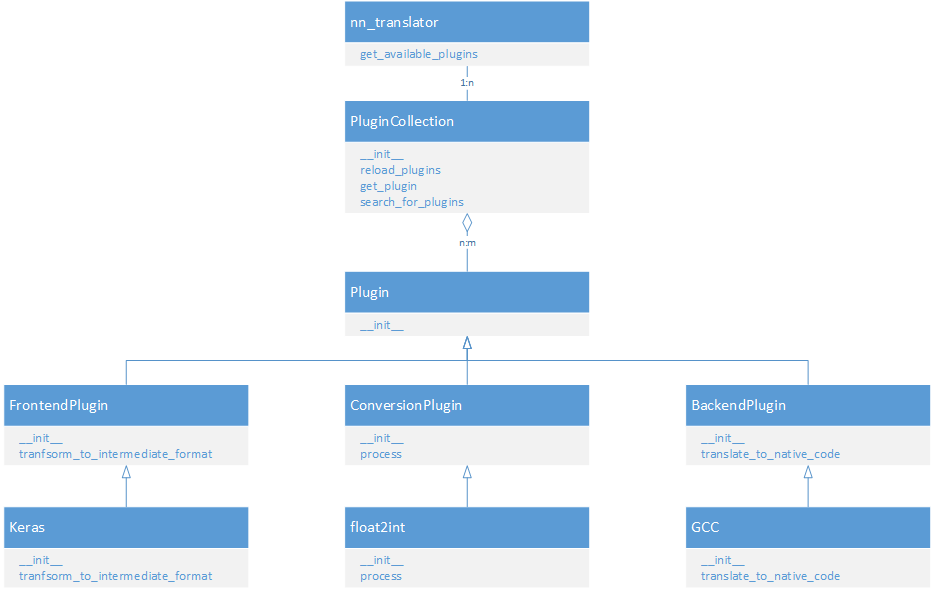 nn_translator
get_available_plugins
1:n
PluginCollection
__init__
reload_plugins
get_plugin
search_for_plugins
n:m
Plugin
__init__
FrontendPlugin
__init__
tranfsorm_to_intermediate_format
ConversionPlugin
__init__
process
BackendPlugin
__init__
translate_to_native_code
Keras
__init__
tranfsorm_to_intermediate_format
float2int
__init__
process
GCC
__init__
translate_to_native_code